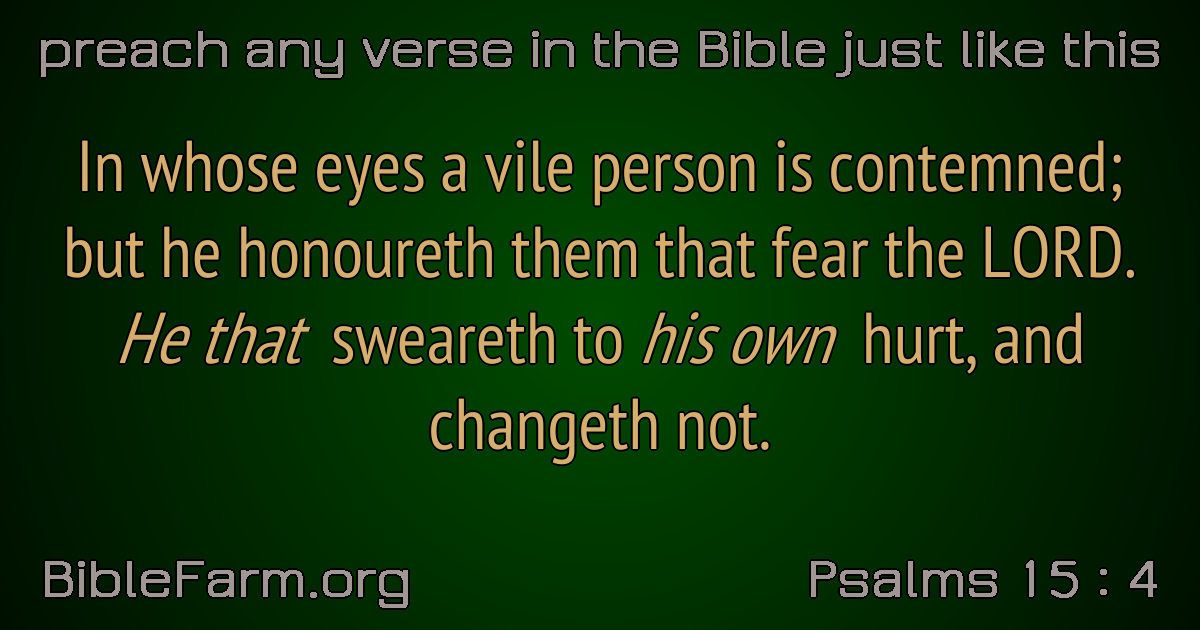 preach any verse in the Bible just like this
In whose eyes a vile person is contemned;
but he honoureth them that fear the LORD.
He that sweareth to his own hurt, and
changeth not.
BibleFarm.org
Psalms 15 : 4